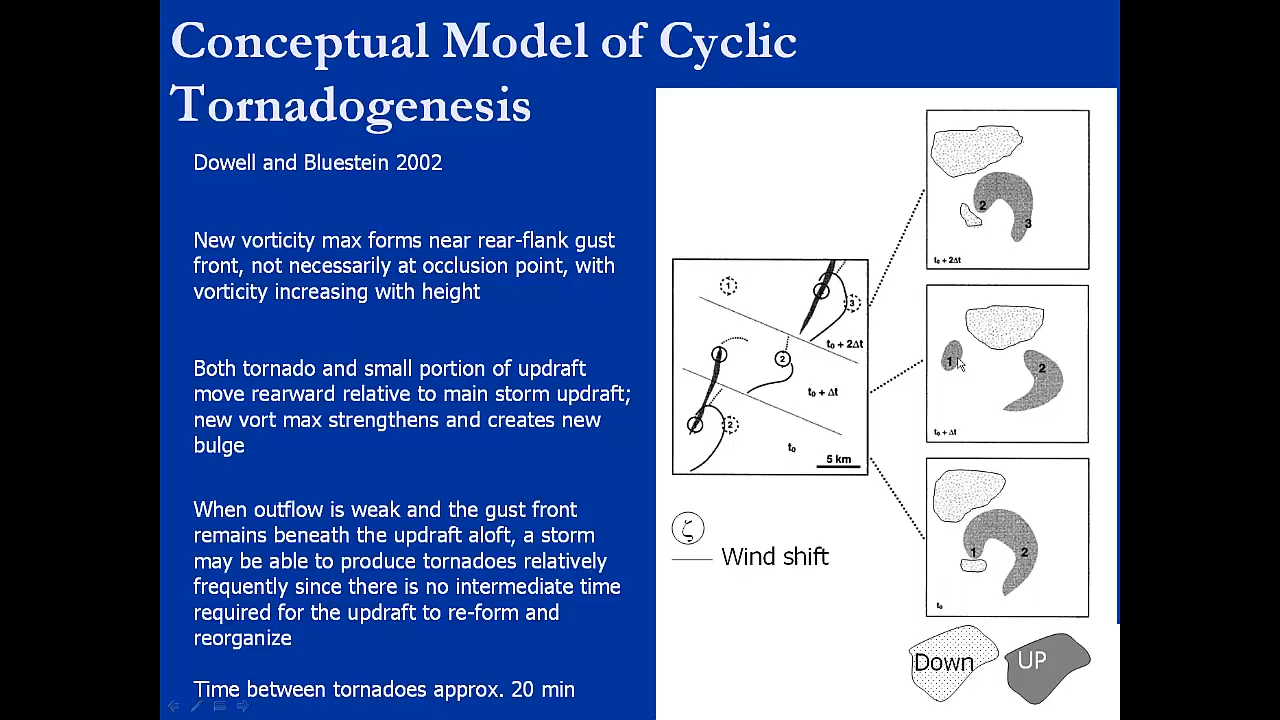 Conceptual Model of Cyclic
Tornadogenesis
Dowell and Bluestein 2002
New vorticity max forms near rear-flank gust
front, not necessarily at occlusion point, with
vorticity increasing with height
Both tornado and small portion of updraft
move rearward relative to main storm updraft;
new vort max strengthens and creates new
bulge
When outflow is weak and the gust front
remains beneath the updraft aloft, a storm
may be able to produce tornadoes relatively
frequently since there is no intermediate time
required for the updraft to re-form and
reorganize
Time between tornadoes approx. 20 min
1
3
t₀ + 2Δt
2
t₀ + Δt
2
t₀
5 km
ζ
Wind shift
2
3
t₀ + 2Δt
1
2
t₀ + Δt
1
2
t₀
Down
UP